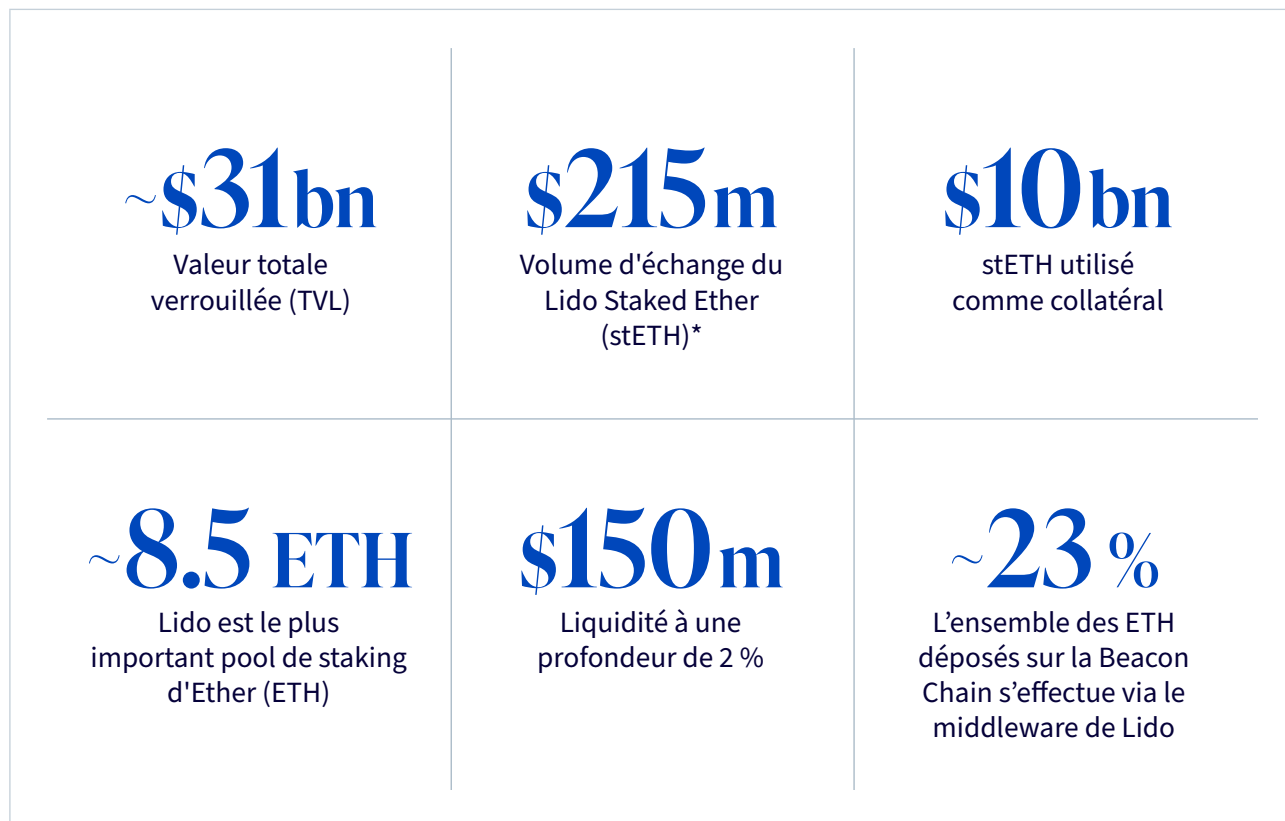 ~$31bn
Valeur totale
verrouillée (TVL)
$215m
Volume d'échange du
Lido Staked Ether
(stETH)*
$10bn
stETH utilisé
comme collatéral
~8.5 ETH
Lido est le plus
important pool de staking
d'Ether (ETH)
$150m
Liquidité à une
profondeur de 2 %
~23 %
L’ensemble des ETH
déposés sur la Beacon
Chain s’effectue via le
middleware de Lido